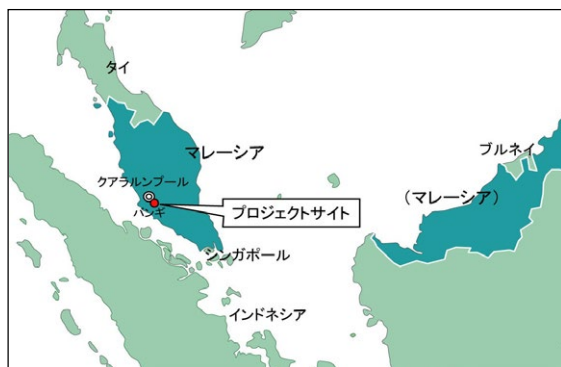 タイ
マレーシア
ブルネイ
クアラルンプール
（マレーシア）
バンギ
プロジェクトサイト
シンガポール
インドネシア